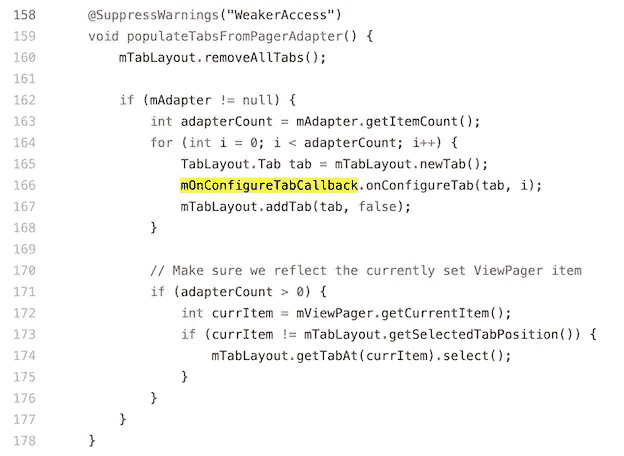 158 @SuppressWarnings("WeakerAccess")
159 void populateTabsFromPagerAdapter() {
160     mTabLayout.removeAllTabs();
161
162     if (mAdapter != null) {
163         int adapterCount = mAdapter.getItemCount();
164         for (int i = 0; i < adapterCount; i++) {
165             TabLayout.Tab tab = mTabLayout.newTab();
166             mOnConfigureTabCallback.onConfigureTab(tab, i);
167             mTabLayout.addTab(tab, false);
168         }
169
170         // Make sure we reflect the currently set ViewPager item
171         if (adapterCount > 0) {
172             int currItem = mViewPager.getCurrentItem();
173             if (currItem != mTabLayout.getSelectedTabPosition()) {
174                 mTabLayout.getTabAt(currItem).select();
175             }
176         }
177     }
178 }